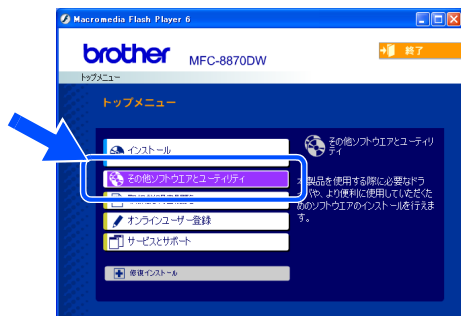 Macromedia Flash Player 6
brother MFC-8870DW
終了
トップメニュー
トップメニュー
インストール
その他ソフトウエアとユーティリティ
オンラインユーザー登録
サービスとサポート
修復インストール
その他ソフトウエアとユーティリ
ティ
本製品を使用する際に必要なドラ
イバや、より便利に使用していただくた
めのソフトウエアのインストールを行えま
す。